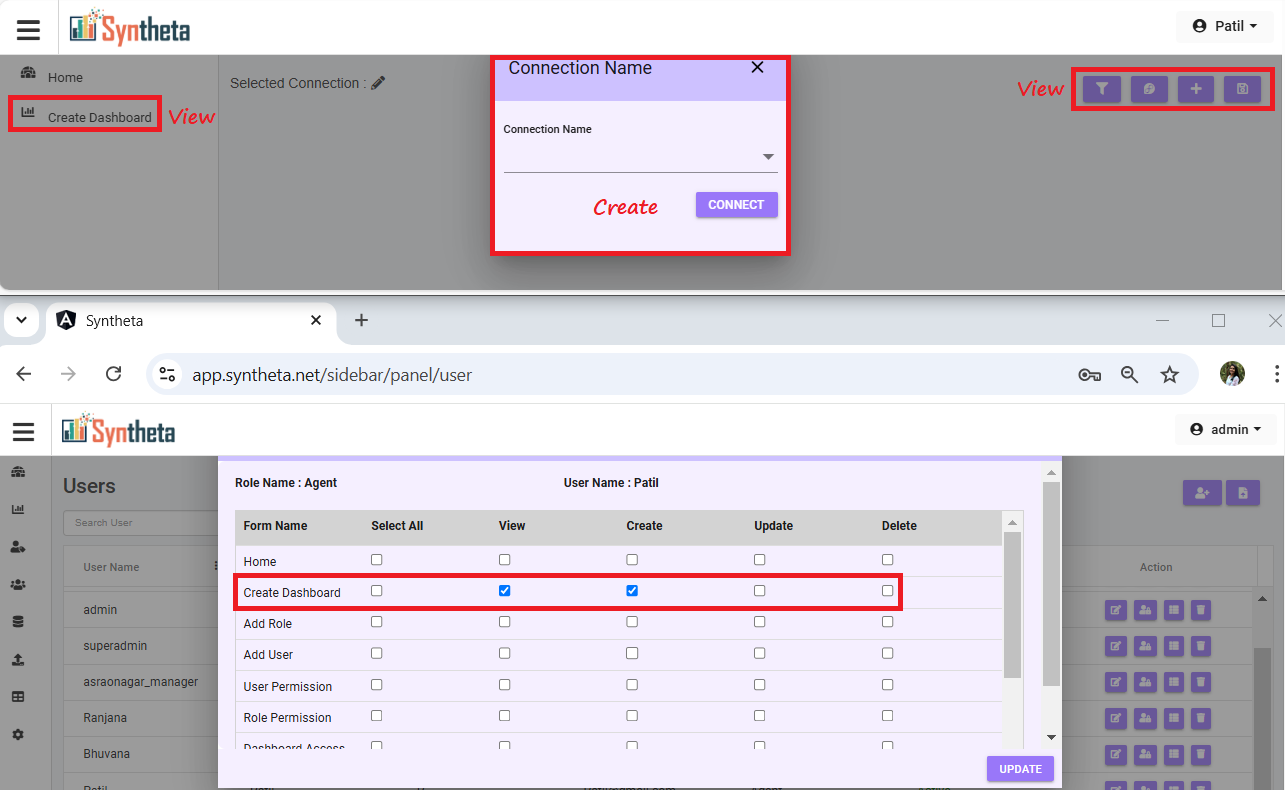 Syntheta
Patil
Home
Create Dashboard
View
Selected Connection :
Connection Name
Connection Name
Create
CONNECT
View
Syntheta
app.syntheta.net/sidebar/panel/user
Syntheta
admin
Users
Search User
User Name
Action
admin
superadmin
asraonagar_manager
Ranjana
Bhuvana
Patil
Role Name : Agent
User Name : Patil
Form Name Select All View Create Update Delete
Home
Create Dashboard
Add Role
Add User
User Permission
Role Permission
Dashboard Access
UPDATE
Agent